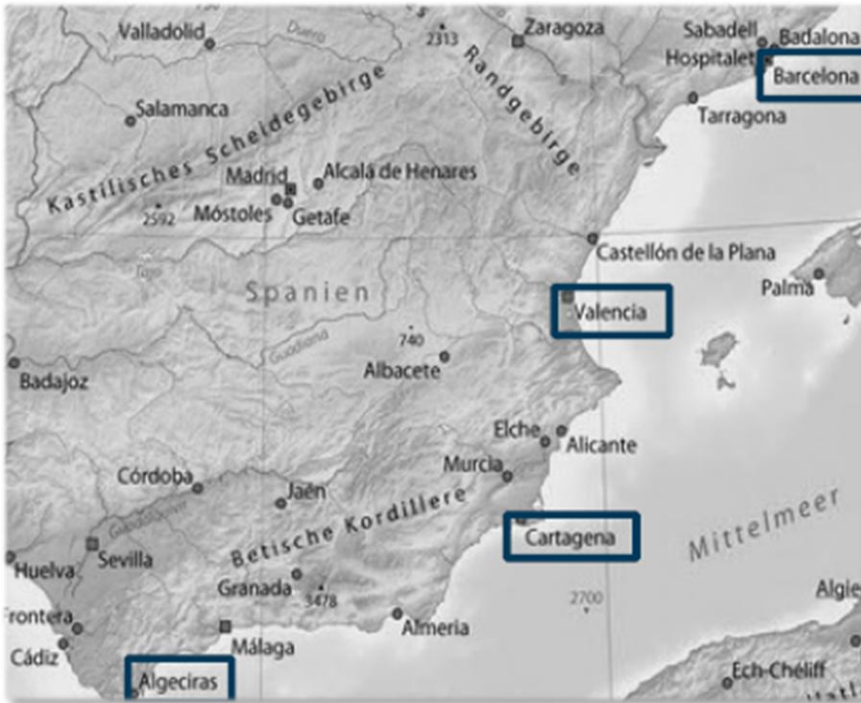 Valladolid
Duero
2313
Zaragoza
Sabadell
Badalona
Hospitalet
Barcelona
Randgebirge
Salamanca
Tarragona
Kastilisches Scheidegebirge
Madrid
Alcalá de Henares
2592
Móstoles
Getafe
Castellón de la Plana
Tajo
Spanien
Palma
Valencia
Guadiana
740
Albacete
Badajoz
Elche
Alicante
Murcia
Córdoba
Jaén
Betische Kordillere
Mittelmeer
Guadalquivir
Cartagena
Sevilla
Huelva
Granada
3478
2700
Algie
Frontera
Almeria
Málaga
Cádiz
Algeciras
Ech-Chéliff